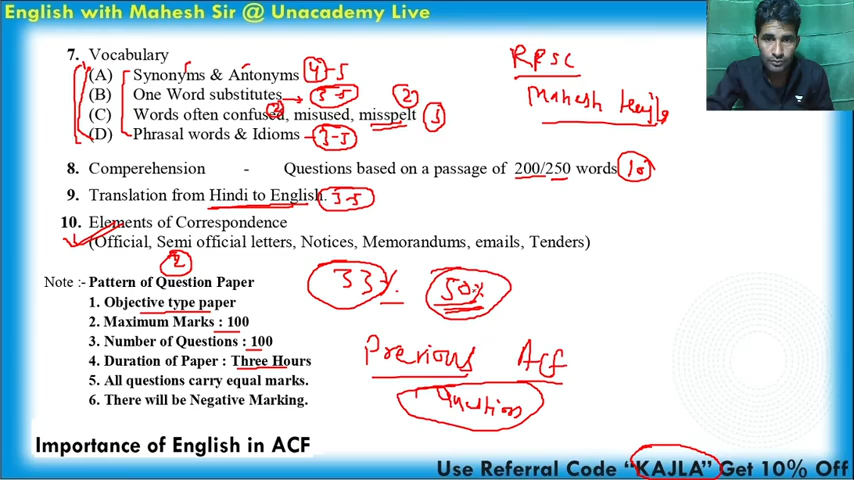 English with Mahesh Sir @ Unacademy Live
7. Vocabulary
(A) Synonyms & Antonyms 4-5
(B) One Word substitutes 3-5
(C) Words often confused, misused, misspelt
2
2
3
(D) Phrasal words & Idioms 3-5
RPSC
Mahesh
8. Comperehension - Questions based on a passage of 200/250 words 10
9. Translation from Hindi to English. 3-5
10. Elements of Correspondence
(Official, Semi official letters, Notices, Memorandums, emails, Tenders)
2
Note :- Pattern of Question Paper
33%
50%
1. Objective type paper
2. Maximum Marks : 100
3. Number of Questions : 100
4. Duration of Paper : Three Hours
5. All questions carry equal marks.
6. There will be Negative Marking.
Previous Acf
Questions
Importance of English in ACF
Use Referral Code "KAJLA" Get 10% Off